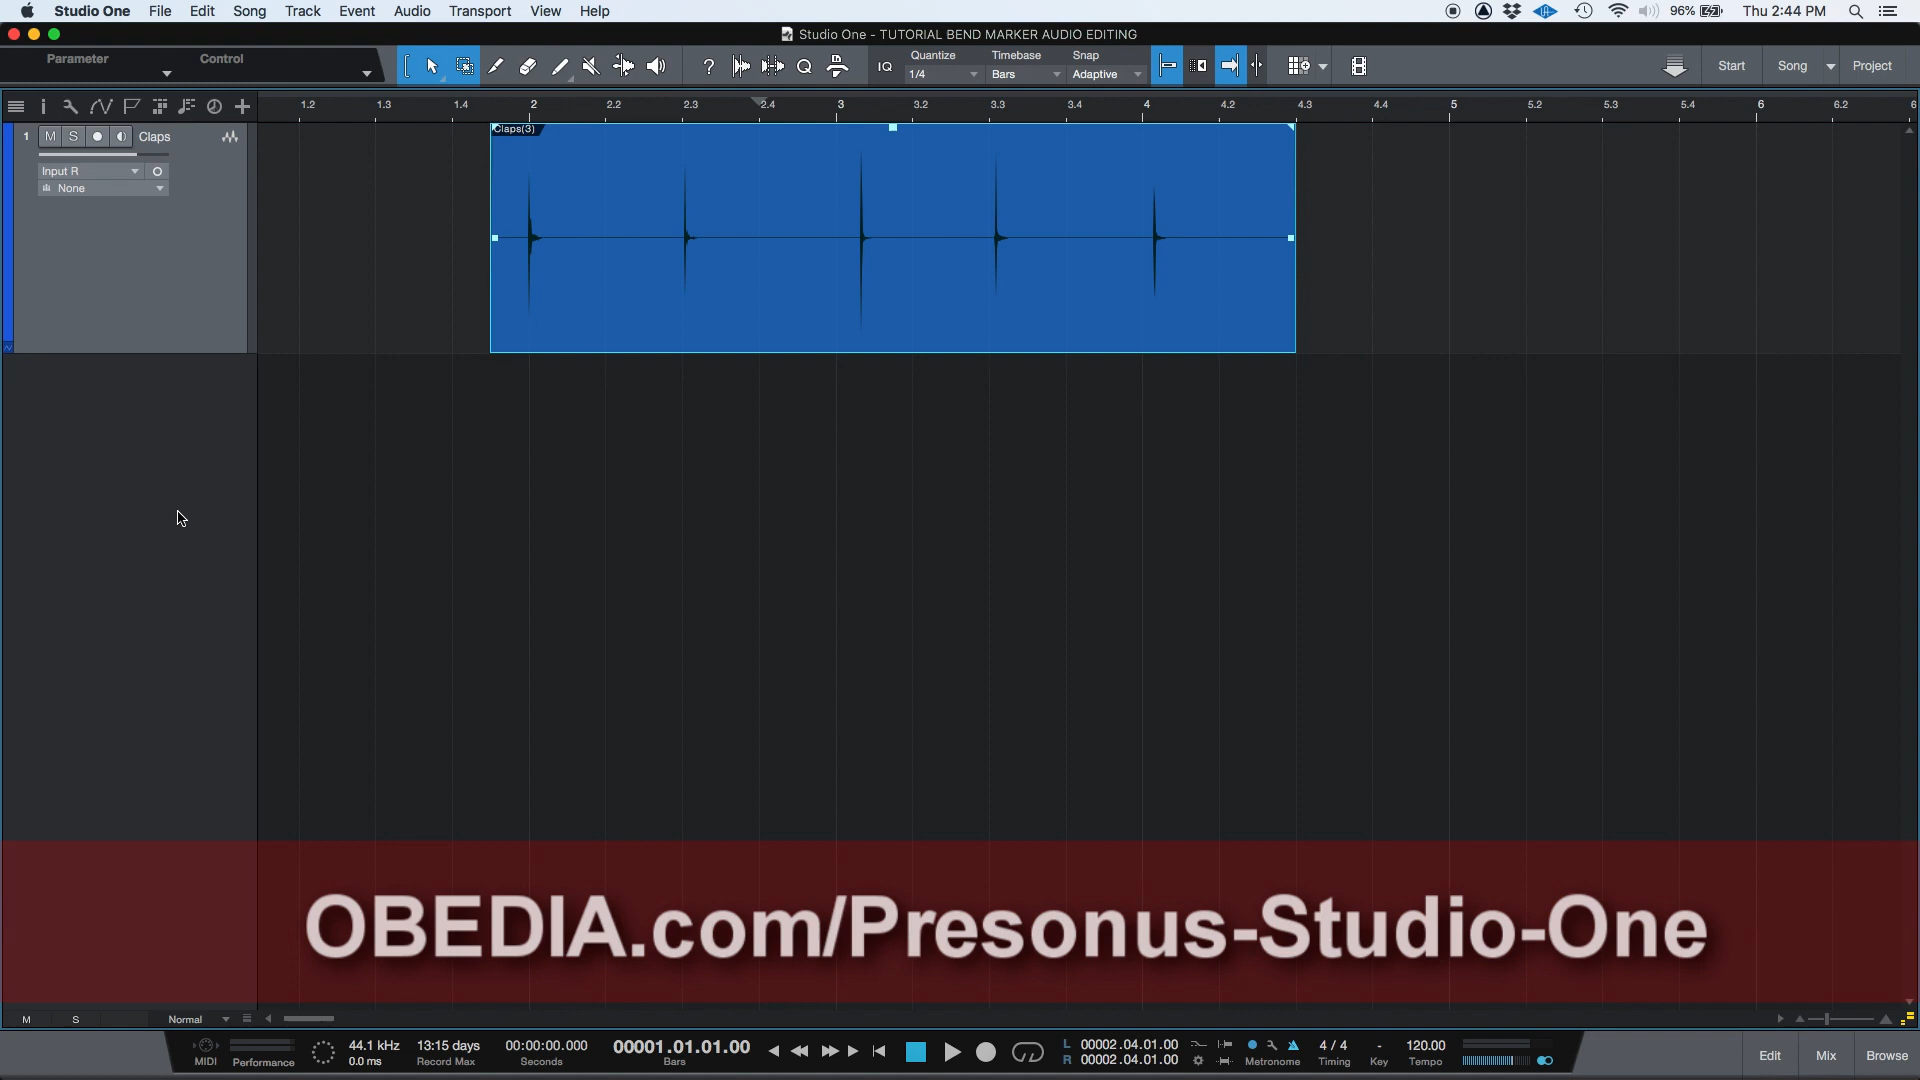 Studio One File Edit Song Track Event Audio Transport View Help 96% Thu 2:44 PM
Studio One - TUTORIAL BEND MARKER AUDIO EDITING
Parameter Control
Quantize Timebase Snap
IQ 1/4 Bars Adaptive Start Song Project
1.2 1.3 1.4 2 2.2 2.3 2.4 3 3.2 3.3 3.4 4 4.2 4.3 4.4 5 5.2 5.3 5.4 6 6.2 6
1 M S Claps
Claps(3)
Input R
None
OBEDIA.com/Presonus-Studio-One
M S Normal
44.1 kHz 13:15 days 00:00:00.000 00001.01.01.00 L 00002.04.01.00 4 / 4 - 120.00
MIDI Performance 0.0 ms Record Max Seconds Bars R 00002.04.01.00 Metronome Timing Key Tempo
Edit Mix Browse